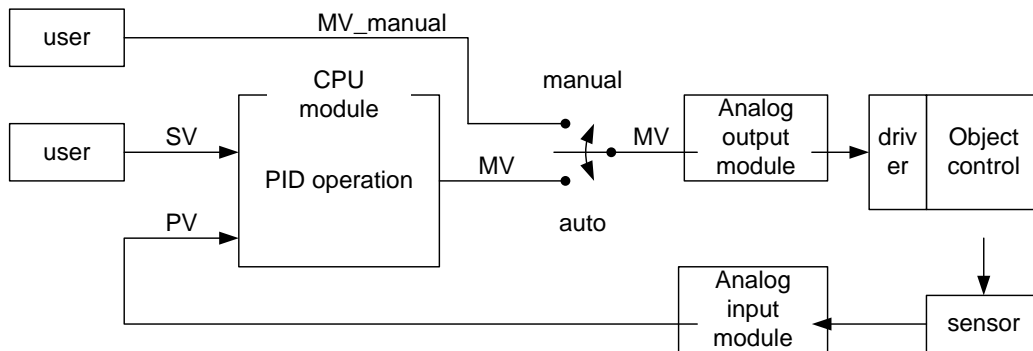 user
MV_manual
CPU
module
manual
Analog
output
module
driv
er
Object
control
user
SV
PID operation
MV
MV
auto
PV
Analog
input
module
sensor